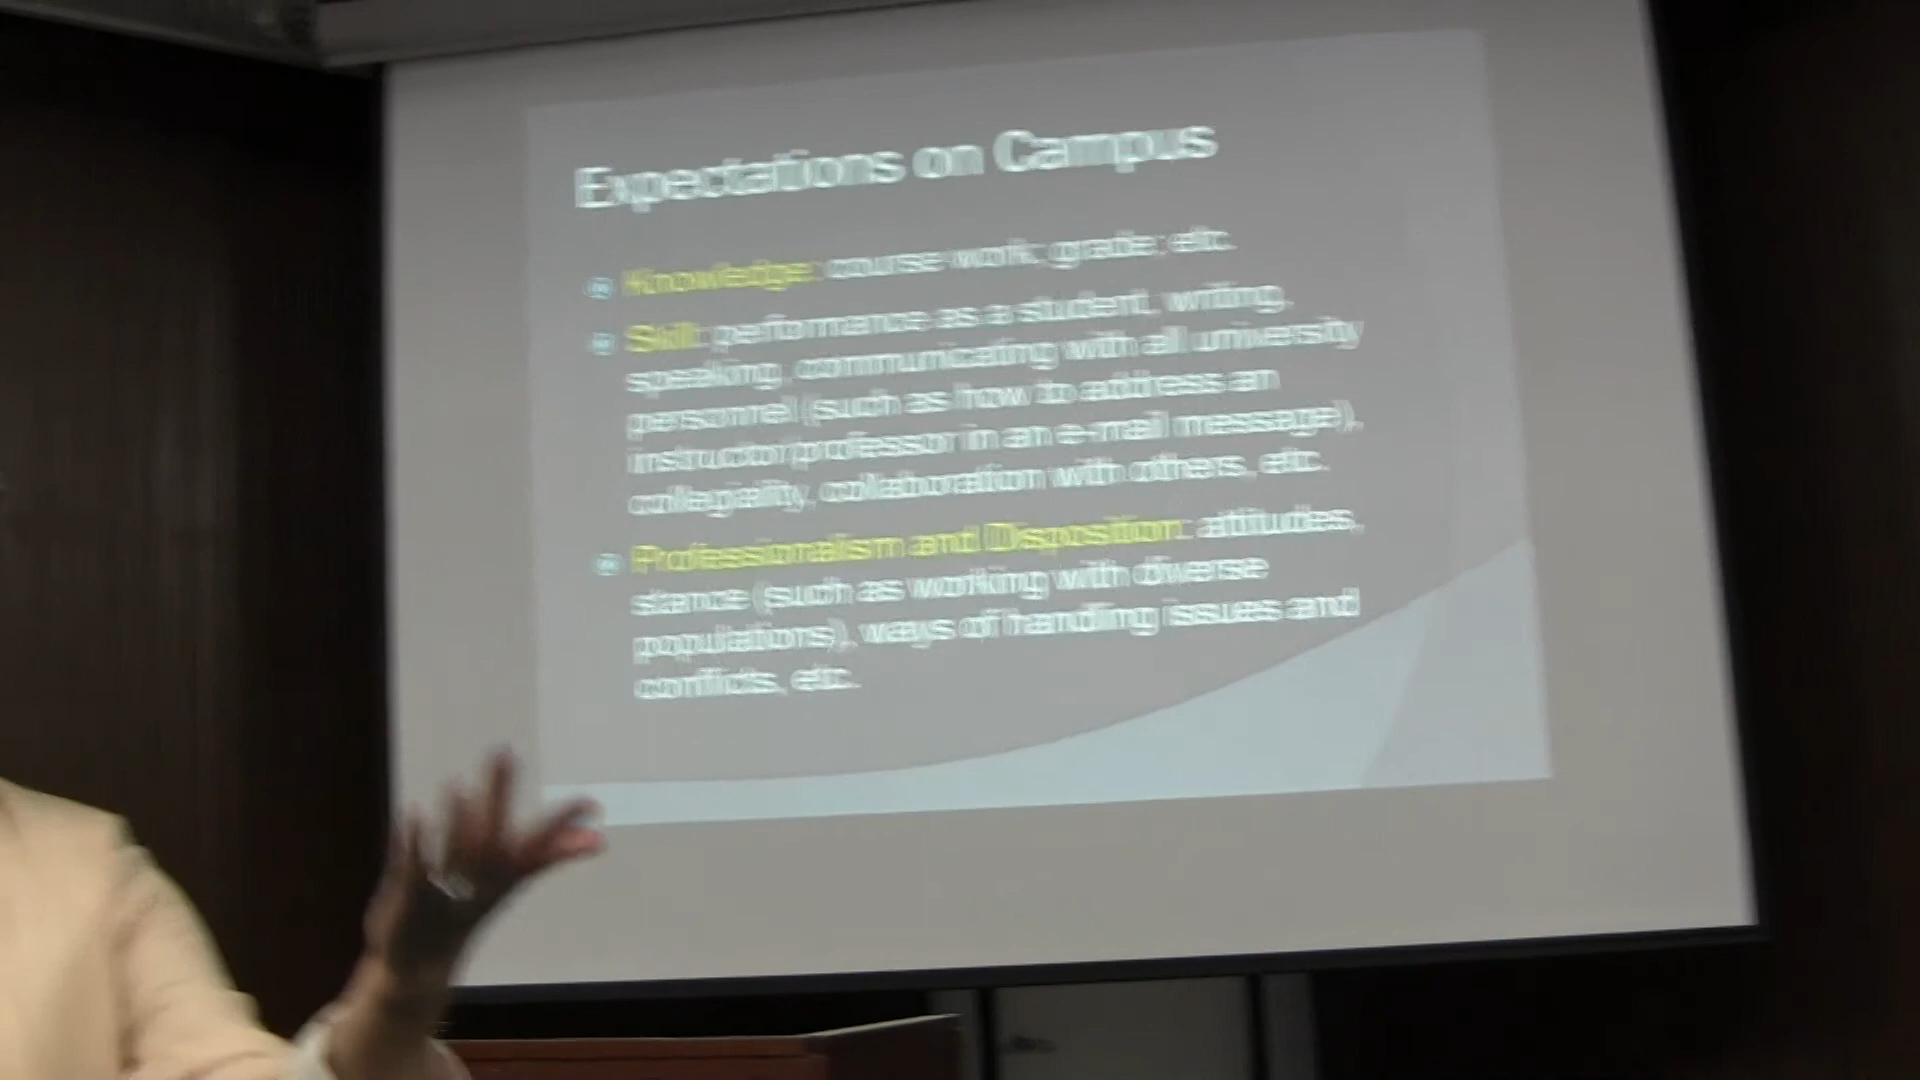 Expectations on Campus
Knowledge: course work, grade, etc.
Skill: performance as a student, writing,
speaking, communicating with all university
personnel (such as how to address an
instructor/professor in an e-mail message),
collegiality, collaboration with others, etc.
Professionalism and Disposition: attitudes,
stance (such as working with diverse
populations), ways of handling issues and
conflicts, etc.